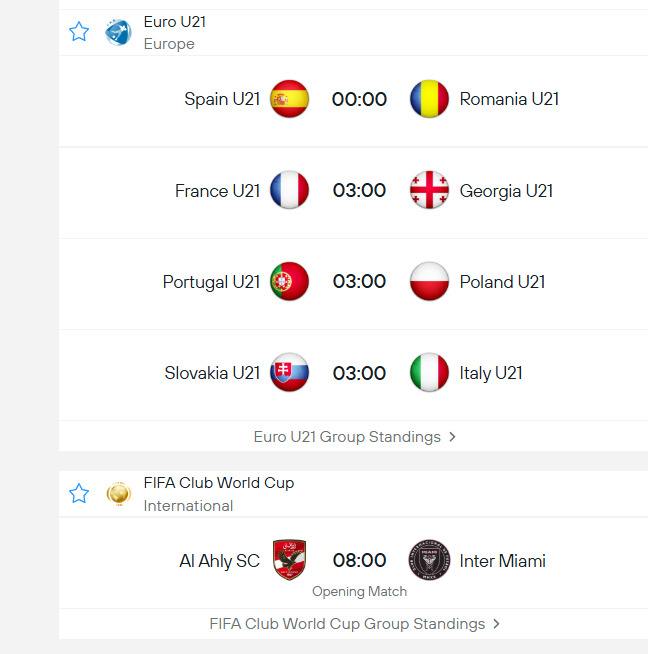 Euro U21
Europe
Spain U21 00:00 Romania U21
France U21 03:00 Georgia U21
Portugal U21 03:00 Poland U21
Slovakia U21 03:00 Italy U21
Euro U21 Group Standings
FIFA Club World Cup
International
Al Ahly SC 08:00 Inter Miami
Opening Match
FIFA Club World Cup Group Standings